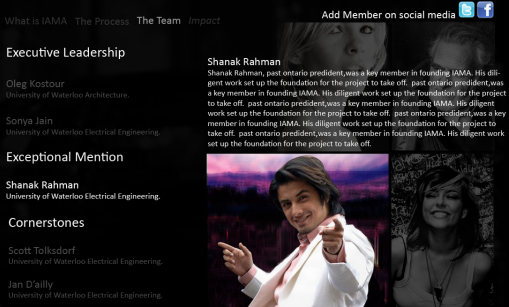 What is IAMA The Process The Team Impact
Add Member on social media
Executive Leadership
Oleg Kostour
University of Waterloo Architecture.
Sonya Jain
University of Waterloo Electrical Engineering.
Exceptional Mention
Shanak Rahman
University of Waterloo Electrical Engineering.
Cornerstones
Scott Tolksdorf
University of Waterloo Electrical Engineering.
Jan D'ailly
University of Waterloo Electrical Engineering.
Shanak Rahman
Shanak Rahman, past ontario predident,was a key member in founding IAMA. His dili-
gent work set up the foundation for the project to take off.  past ontario predident,was
a key member in founding IAMA. His diligent work set up the foundation for the project
to take off.  past ontario predident,was a key member in founding IAMA. His diligent
work set up the foundation for the project to take off.  past ontario predident,was a key
member in founding IAMA. His diligent work set up the foundation for the project to
take off.  past ontario predident,was a key member in founding IAMA. His diligent work
set up the foundation for the project to take off.